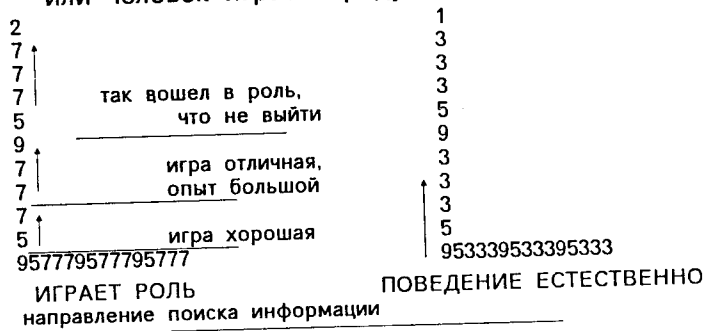 ИЛИ ЧЕЛОВЕК
2
7
7
7
5
9
7
7
7
5
957779577795777
так вошел в роль,
что не выйти
игра отличная,
опыт большой
игра хорошая
ИГРАЕТ РОЛЬ
1
3
3
3
5
9
3
3
3
5
953339533395333
ПОВЕДЕНИЕ ЕСТЕСТВЕННО
направление поиска информации